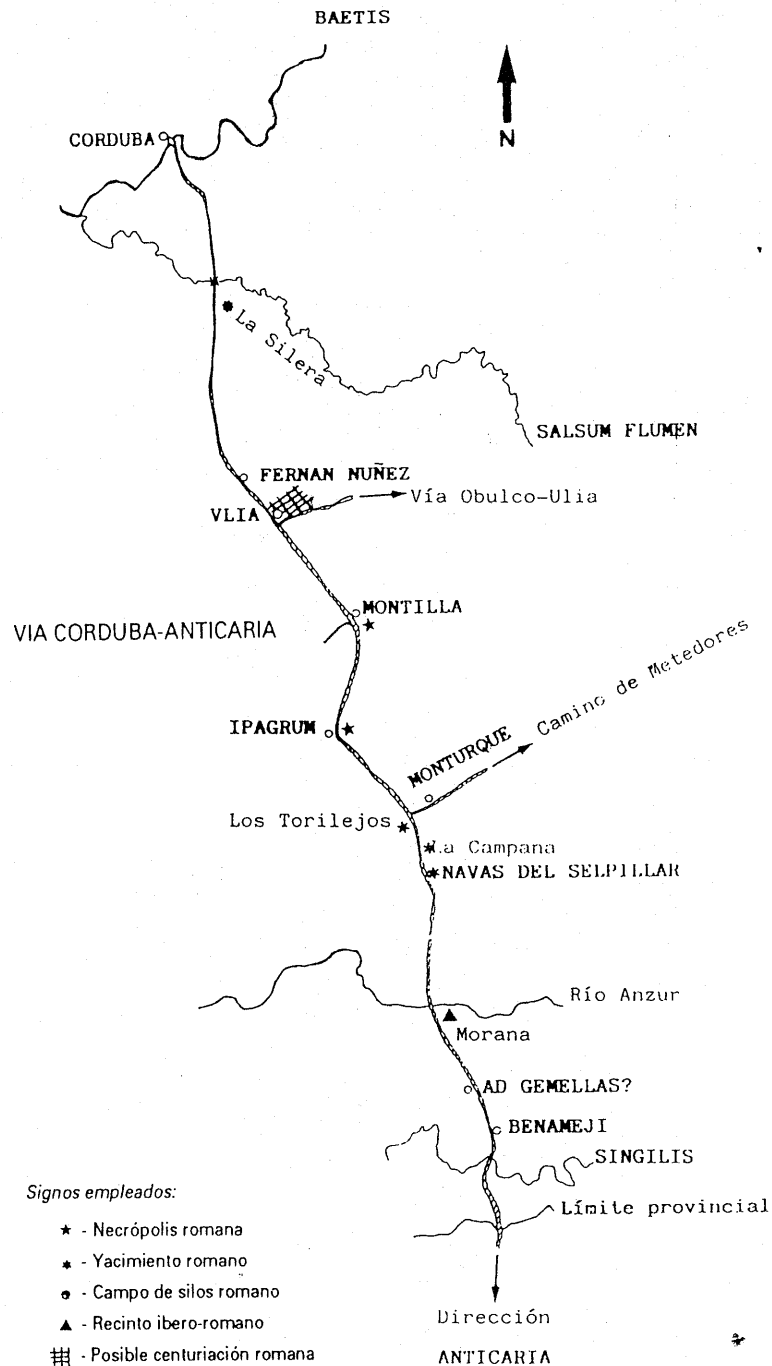 BAETIS
CORDUBA
N
La Silera
SALSUM FLUMEN
FERNAN NUÑEZ
Vía Obulco-Ulia
VLIA
MONTILLA
VIA CORDUBA-ANTICARIA
Camino de Metedores
IPAGRUM
MONTURQUE
Los Torilejos
La Campana
NAVAS DEL SELPILLAR
Río Anzur
Morana
AD GEMELLAS?
BENAMEJI
SINGILIS
Límite provincial
Signos empleados:
- Necrópolis romana
- Yacimiento romano
- Campo de silos romano
- Recinto ibero-romano
- Posible centuriación romana
Dirección
ANTICARIA